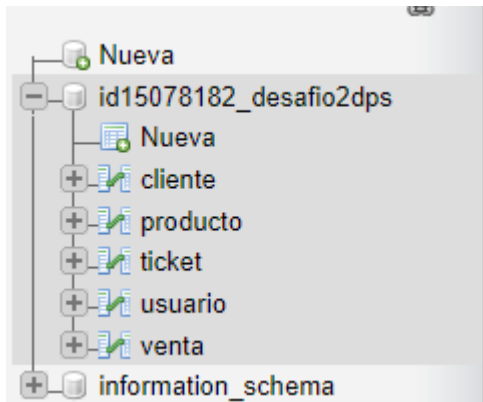 Nueva
id15078182_desafio2dps
Nueva
cliente
producto
ticket
usuario
venta
information_schema